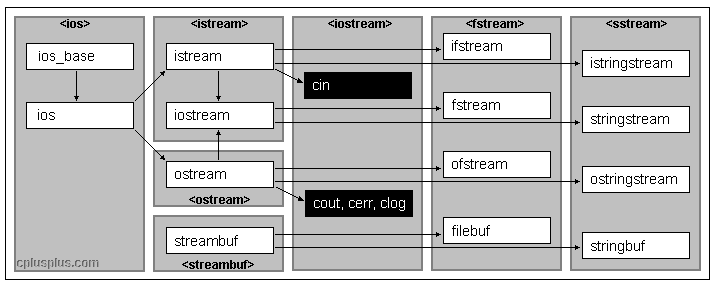 <ios>
<istream>
<iostream>
<fstream>
<sstream>
ios_base
istream
ifstream
istringstream
cin
ios
iostream
fstream
stringstream
ostream
ofstream
ostringstream
<ostream>
cout, cerr, clog
streambuf
filebuf
stringbuf
<streambuf>
cplusplus.com